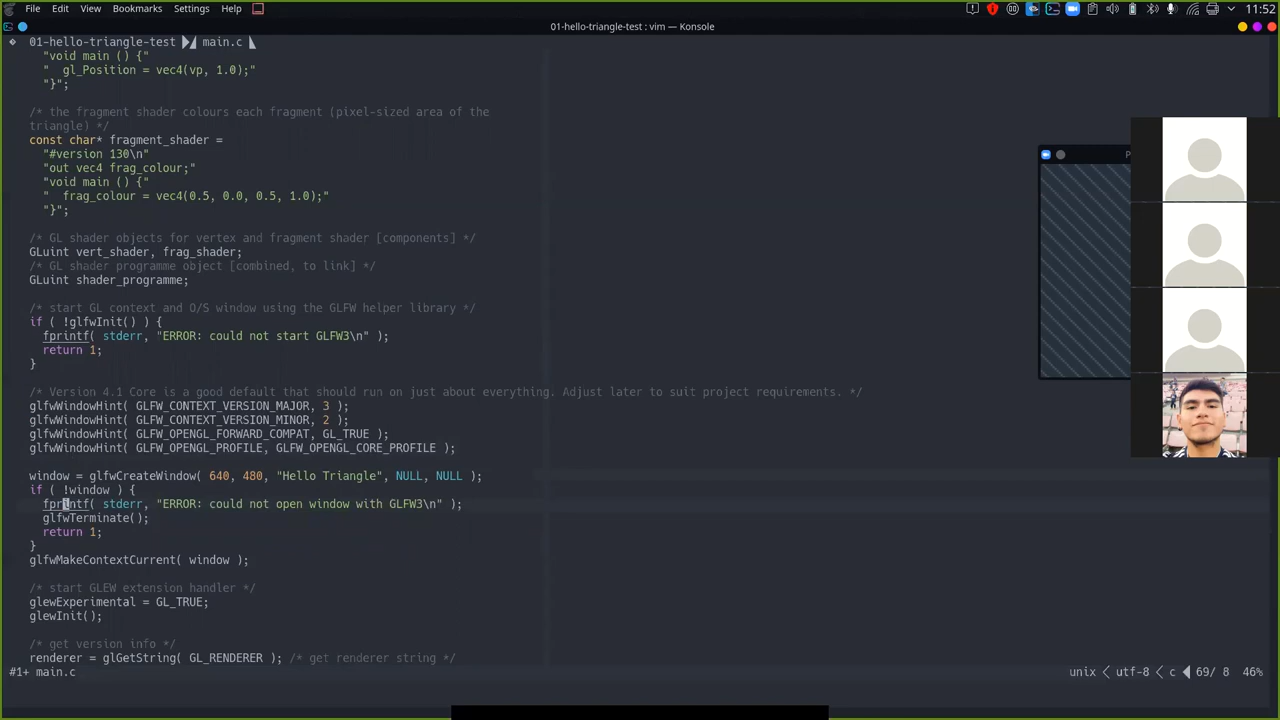 File Edit View Bookmarks Settings Help
11:52
01-hello-triangle-test : vim — Konsole
01-hello-triangle-test main.c
"void main () {"
"  gl_Position = vec4(vp, 1.0);"
"}";
/* the fragment shader colours each fragment (pixel-sized area of the
triangle) */
const char* fragment_shader =
"#version 130\n"
"out vec4 frag_colour;"
"void main () {"
"  frag_colour = vec4(0.5, 0.0, 0.5, 1.0);"
"}";
/* GL shader objects for vertex and fragment shader [components] */
GLuint vert_shader, frag_shader;
/* GL shader programme object [combined, to link] */
GLuint shader_programme;
/* start GL context and O/S window using the GLFW helper library */
if ( !glfwInit() ) {
fprintf( stderr, "ERROR: could not start GLFW3\n" );
return 1;
}
/* Version 4.1 Core is a good default that should run on just about everything. Adjust later to suit project requirements. */
glfwWindowHint( GLFW_CONTEXT_VERSION_MAJOR, 3 );
glfwWindowHint( GLFW_CONTEXT_VERSION_MINOR, 2 );
glfwWindowHint( GLFW_OPENGL_FORWARD_COMPAT, GL_TRUE );
glfwWindowHint( GLFW_OPENGL_PROFILE, GLFW_OPENGL_CORE_PROFILE );
window = glfwCreateWindow( 640, 480, "Hello Triangle", NULL, NULL );
if ( !window ) {
fprintf( stderr, "ERROR: could not open window with GLFW3\n" );
glfwTerminate();
return 1;
}
glfwMakeContextCurrent( window );
/* start GLEW extension handler */
glewExperimental = GL_TRUE;
glewInit();
/* get version info */
renderer = glGetString( GL_RENDERER ); /* get renderer string */
#1+ main.c
unix < utf-8 < c 69/ 8 46%